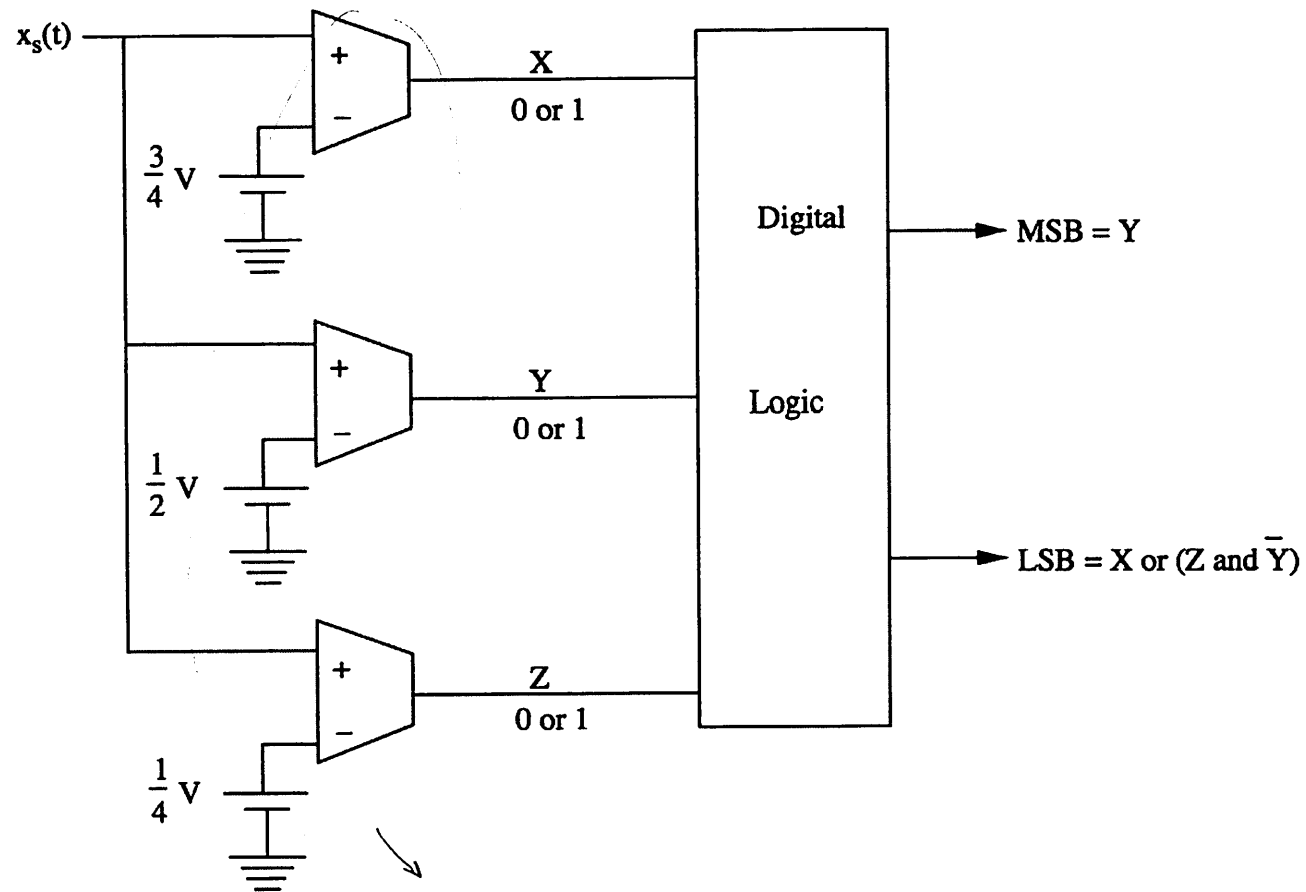 xs(t)
+
−
X
0 or 1
3/4 V
Digital
MSB = Y
+
−
Y
0 or 1
Logic
1/2 V
LSB = X or (Z and Ȳ)
+
−
Z
0 or 1
1/4 V